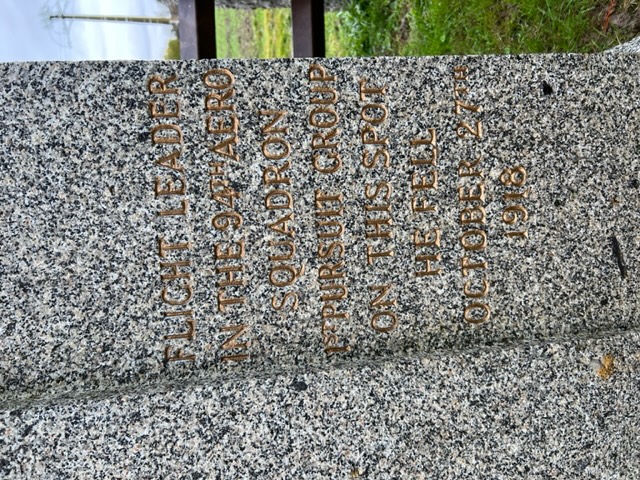 FLIGHT LEADER
IN THE 94TH AERO
SQUADRON
1ST PURSUIT GROUP
ON THIS SPOT
HE FELL
OCTOBER 27TH
1918